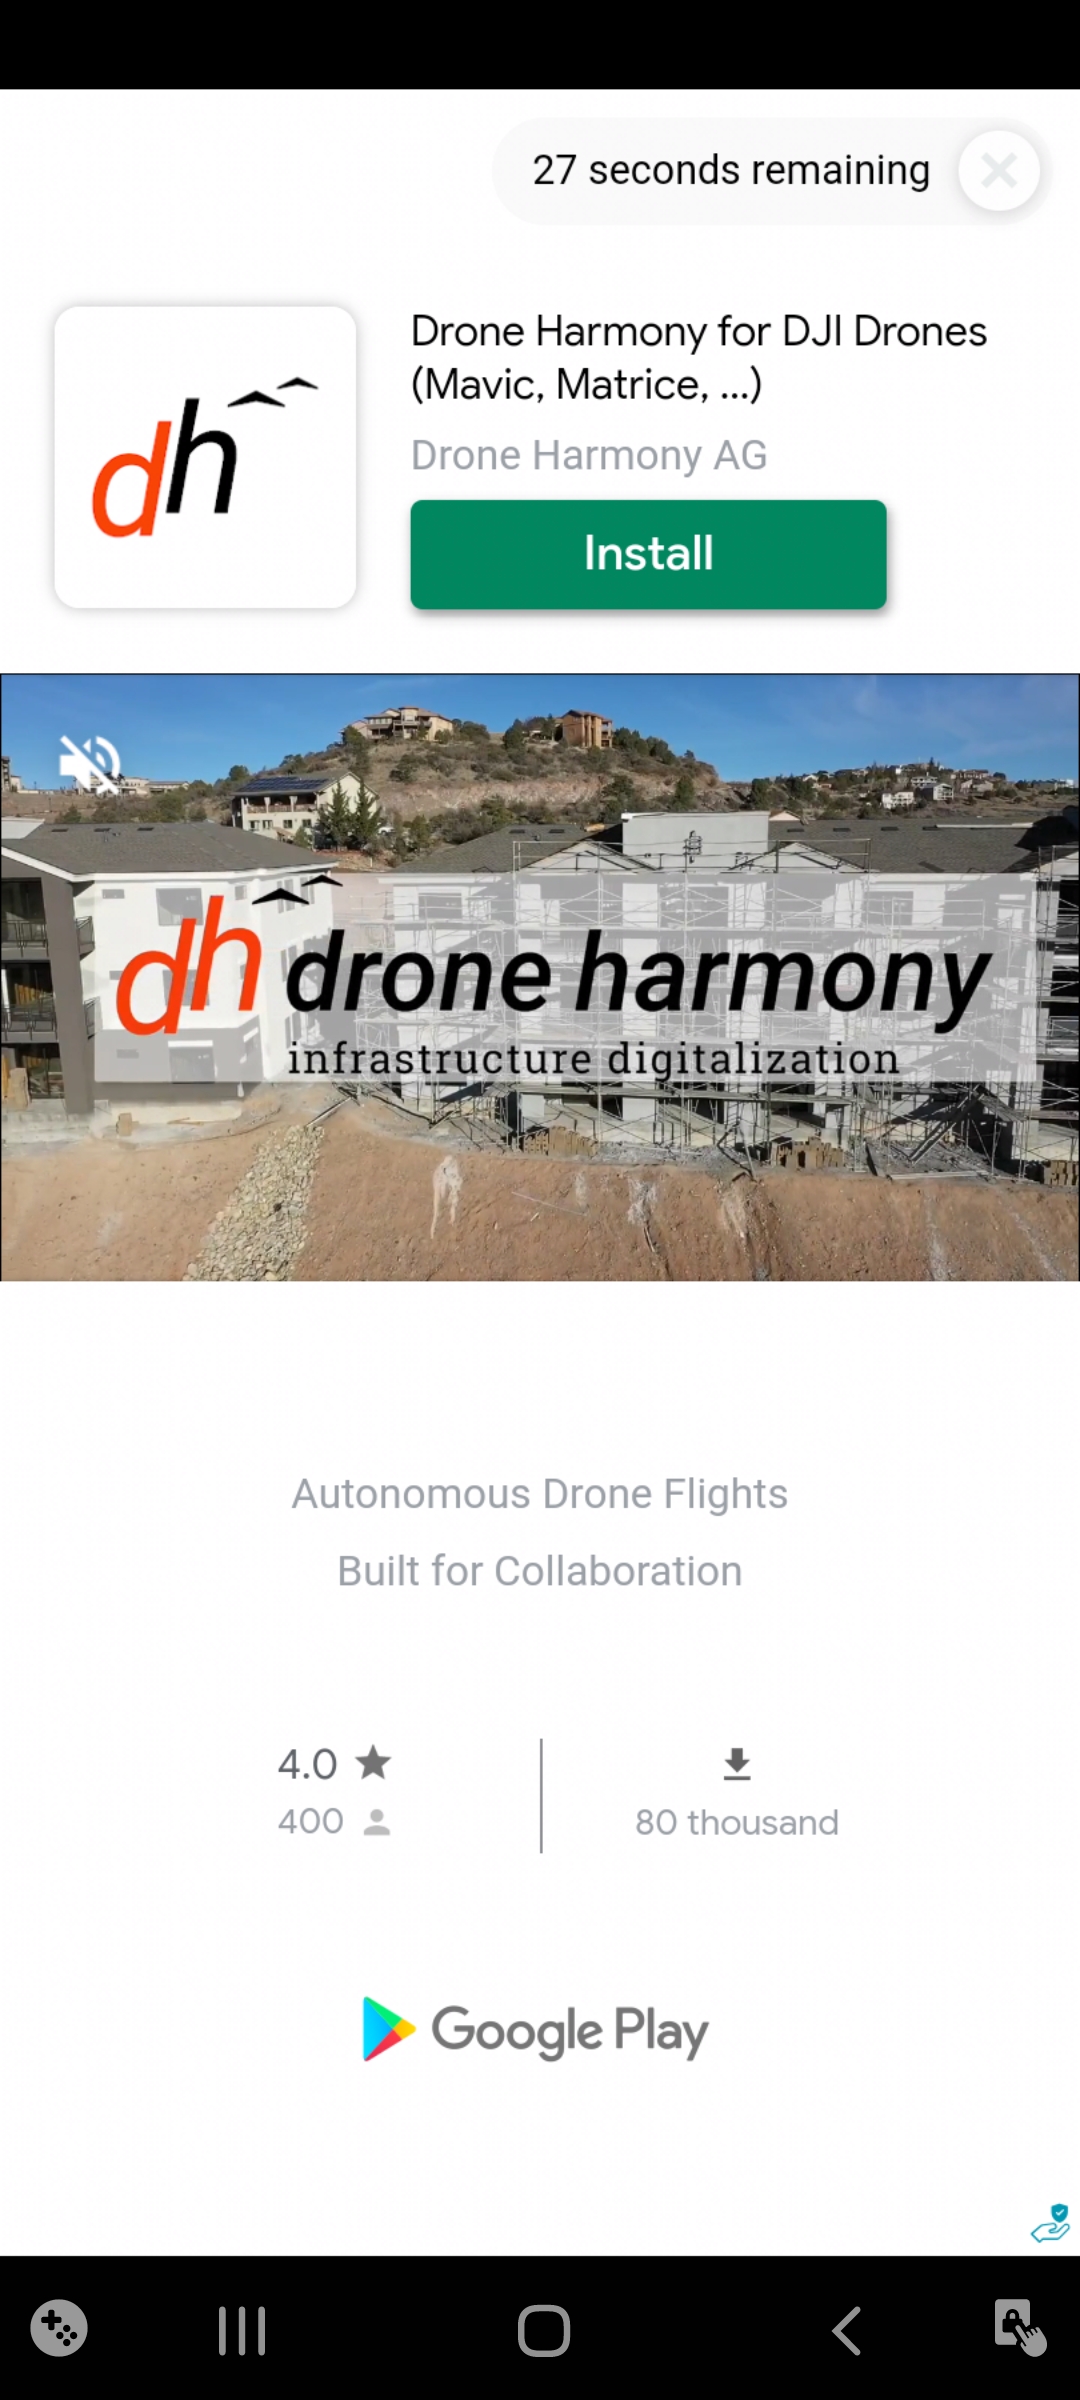 27 seconds remaining
dh
Drone Harmony for DJI Drones
(Mavic, Matrice, ...)
Drone Harmony AG
Install
dh drone harmony
infrastructure digitalization
Autonomous Drone Flights
Built for Collaboration
4.0
400
80 thousand
Google Play